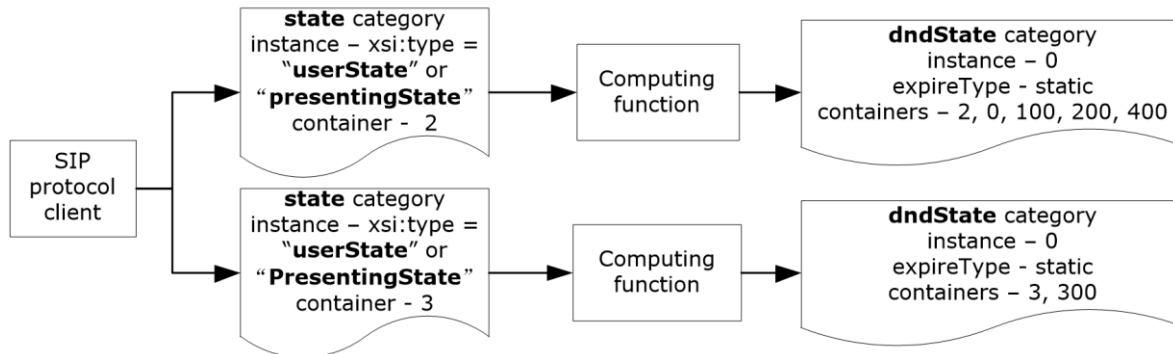 SIP
protocol
client
state category
instance – xsi:type =
“userState” or
“presentingState”
container -  2
Computing
function
dndState category
instance – 0
expireType - static
containers – 2, 0, 100, 200, 400
state category
instance – xsi:type =
“userState” or
“PresentingState”
container - 3
Computing
function
dndState category
instance – 0
expireType - static
containers – 3, 300